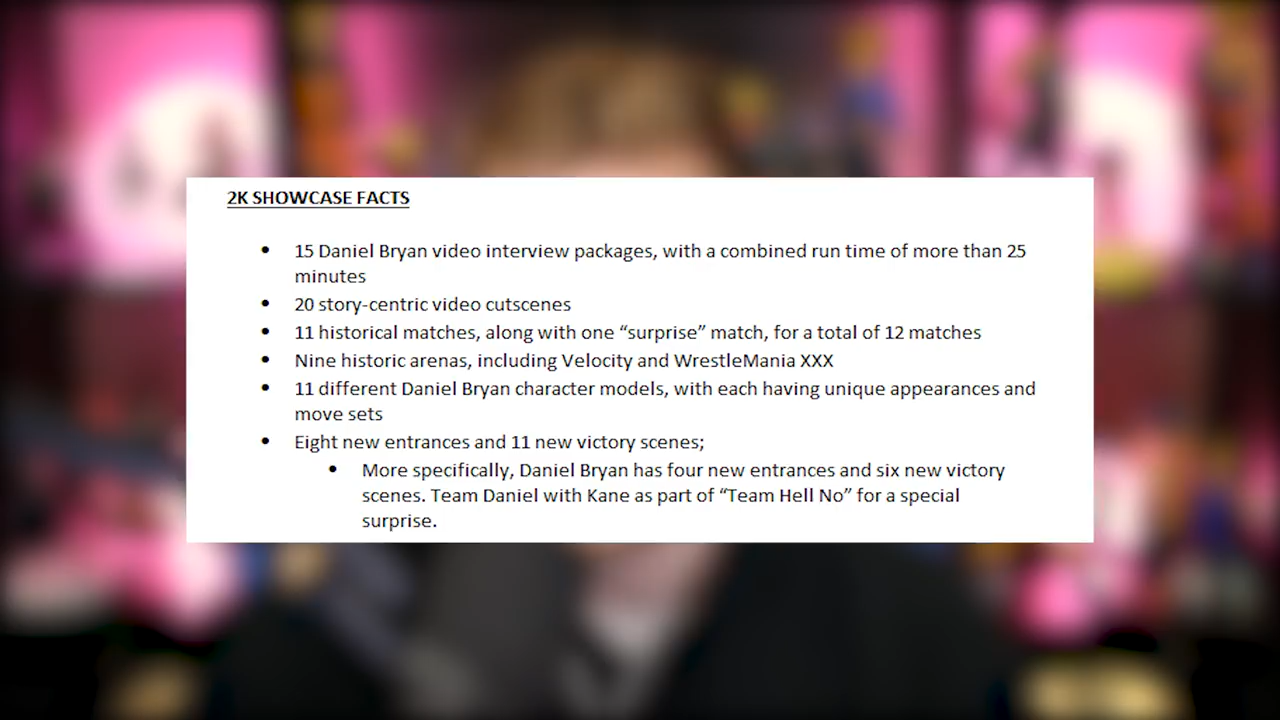 2K SHOWCASE FACTS
• 15 Daniel Bryan video interview packages, with a combined run time of more than 25
minutes
• 20 story-centric video cutscenes
• 11 historical matches, along with one “surprise” match, for a total of 12 matches
• Nine historic arenas, including Velocity and WrestleMania XXX
• 11 different Daniel Bryan character models, with each having unique appearances and
move sets
• Eight new entrances and 11 new victory scenes;
• More specifically, Daniel Bryan has four new entrances and six new victory
scenes. Team Daniel with Kane as part of “Team Hell No” for a special
surprise.